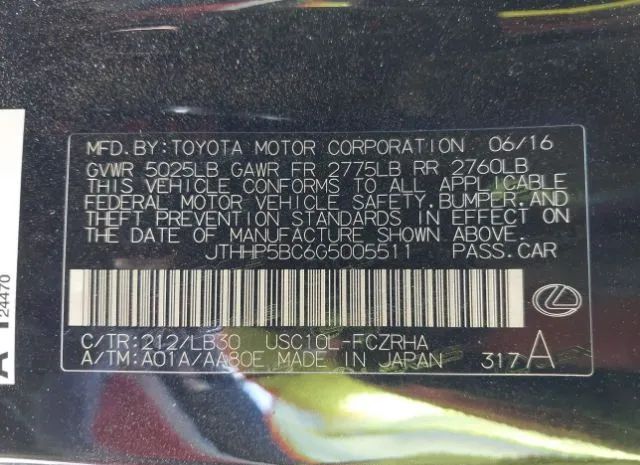 MFD.BY:TOYOTA MOTOR CORPORATION 06/16
GVWR 5025LB GAWR FR 2775LB RR 2760LB
THIS VEHICLE CONFORMS TO ALL APPLICABLE
FEDERAL MOTOR VEHICLE SAFETY,BUMPER,AND
THEFT PREVENTION STANDARDS IN EFFECT ON
THE DATE OF MANUFACTURE SHOWN ABOVE.
JTHHP5BC6G5005511 PASS.CAR
C/TR:212/LB30 USC10L-FCZRHA
A/TM:A01A/AA80E MADE IN JAPAN 317A
24470